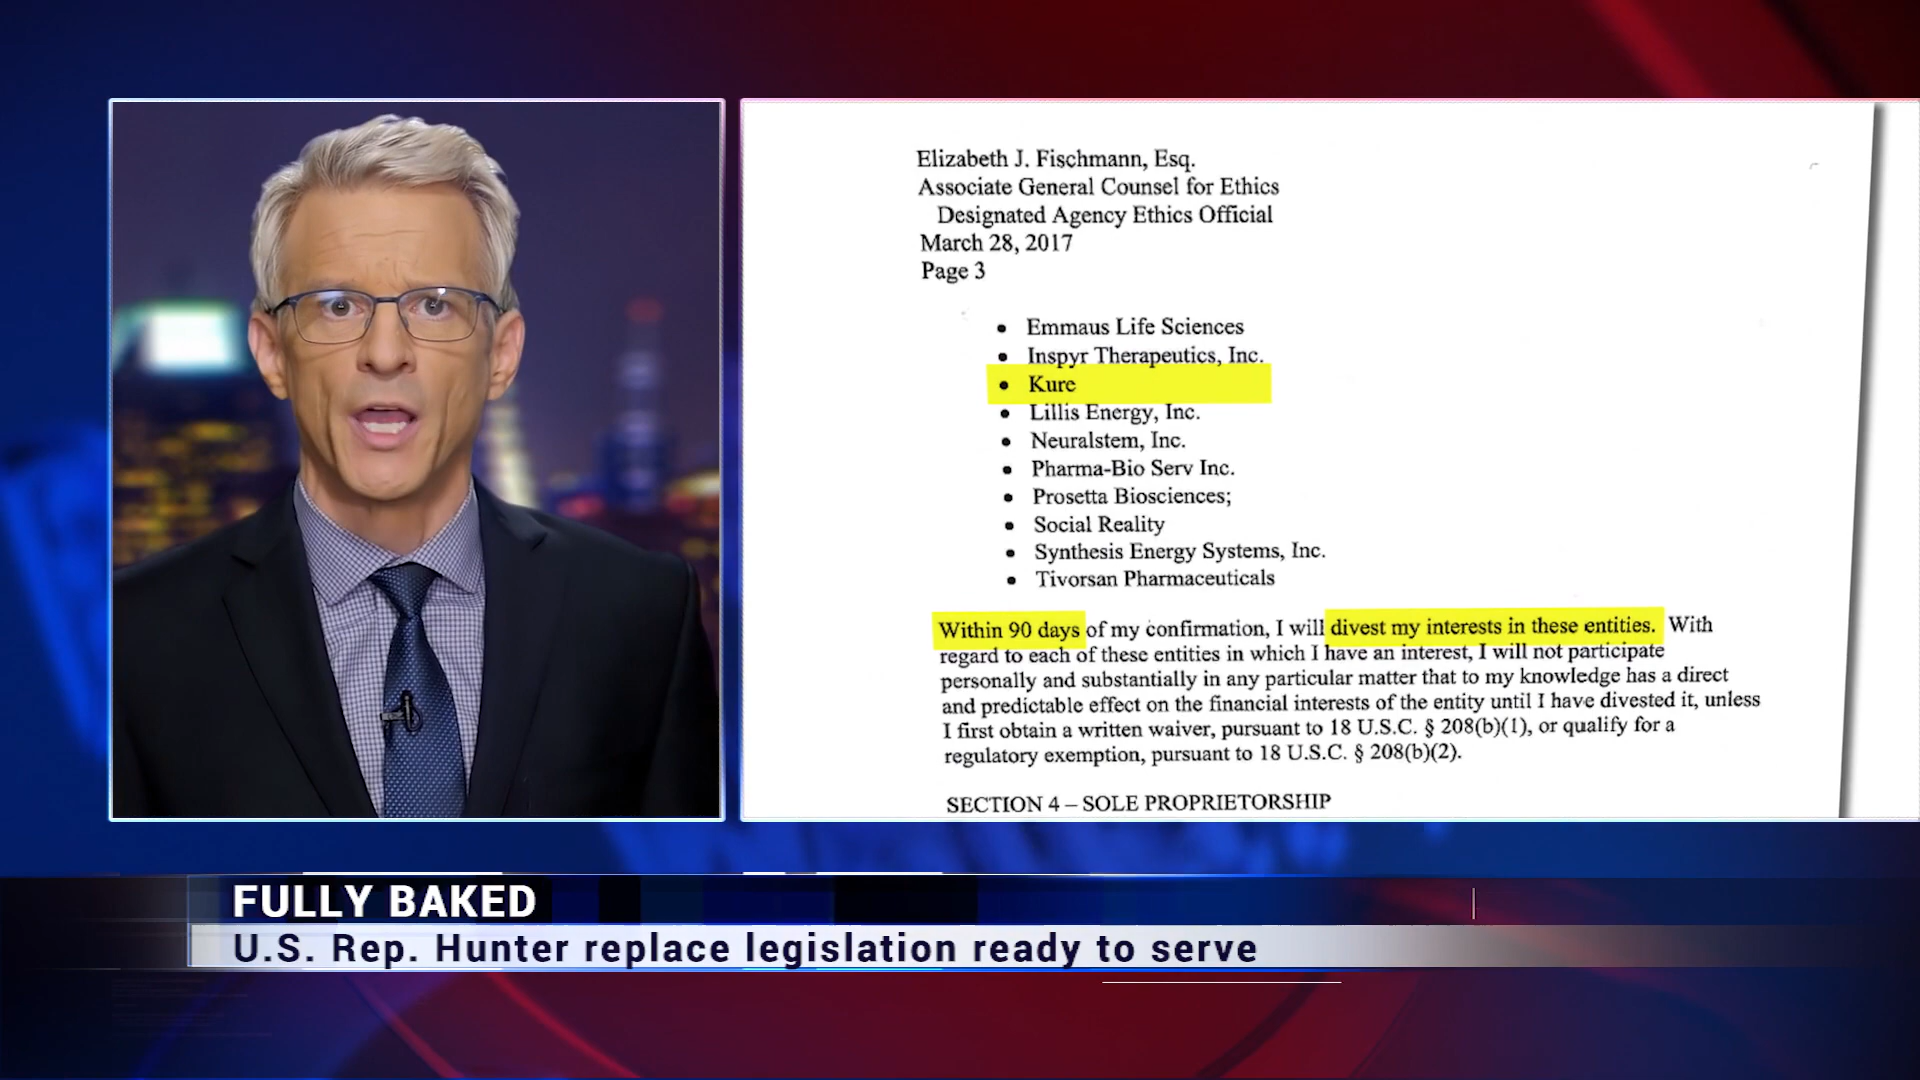 Elizabeth J. Fischmann, Esq.
Associate General Counsel for Ethics
Designated Agency Ethics Official
March 28, 2017
Page 3
• Emmaus Life Sciences
• Inspyr Therapeutics, Inc.
• Kure
• Lillis Energy, Inc.
• Neuralstem, Inc.
• Pharma-Bio Serv Inc.
• Prosetta Biosciences;
• Social Reality
• Synthesis Energy Systems, Inc.
• Tivorsan Pharmaceuticals
Within 90 days of my confirmation, I will divest my interests in these entities. With
regard to each of these entities in which I have an interest, I will not participate
personally and substantially in any particular matter that to my knowledge has a direct
and predictable effect on the financial interests of the entity until I have divested it, unless
I first obtain a written waiver, pursuant to 18 U.S.C. § 208(b)(1), or qualify for a
regulatory exemption, pursuant to 18 U.S.C. § 208(b)(2).
SECTION 4 – SOLE PROPRIETORSHIP
FULLY BAKED
U.S. Rep. Hunter replace legislation ready to serve